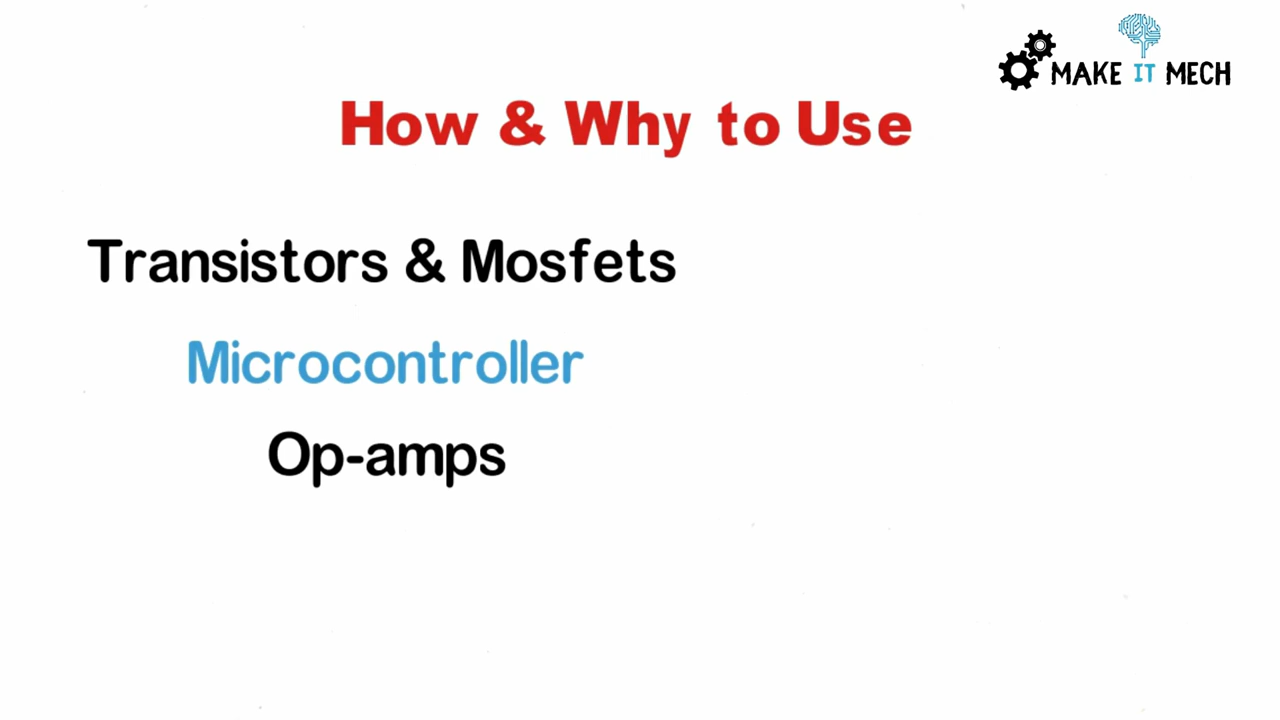 MAKE IT MECH
How & Why to Use
Transistors & Mosfets
Microcontroller
Op-amps